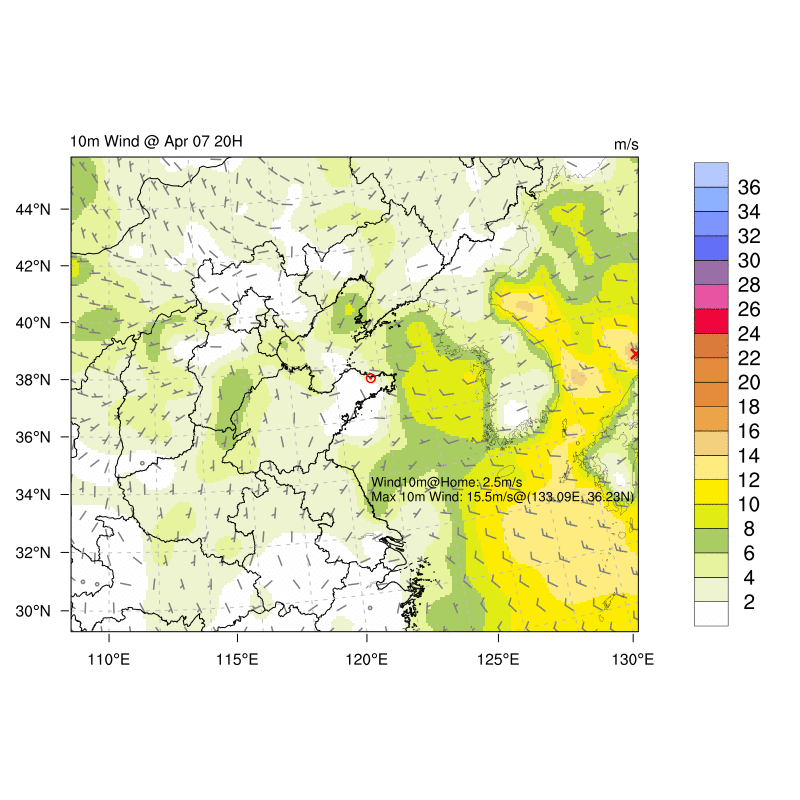 10m Wind @ Apr 07 20H
m/s
44°N
42°N
40°N
38°N
36°N
34°N
32°N
30°N
110°E
115°E
120°E
125°E
130°E
Wind10m@Home: 2.5m/s
Max 10m Wind: 15.5m/s@(133.09E, 36.23N)
36
34
32
30
28
26
24
22
20
18
16
14
12
10
8
6
4
2